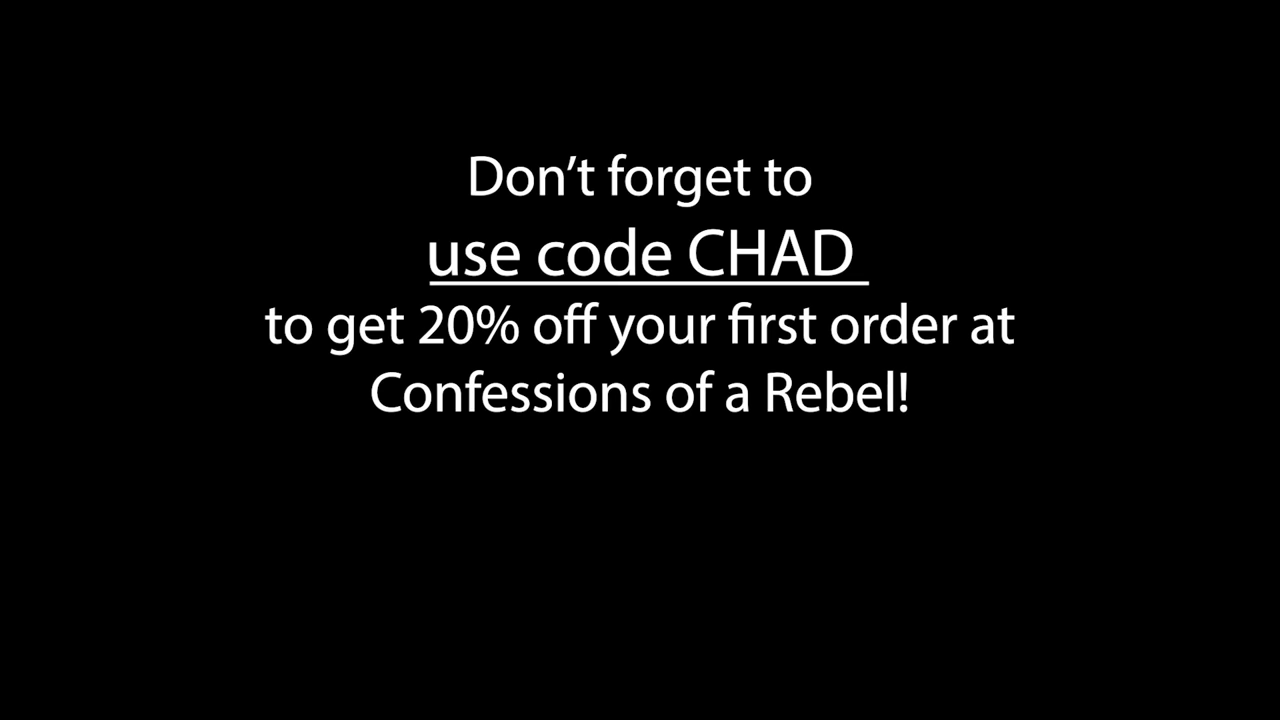 Don’t forget to
use code CHAD
to get 20% off your first order at
Confessions of a Rebel!